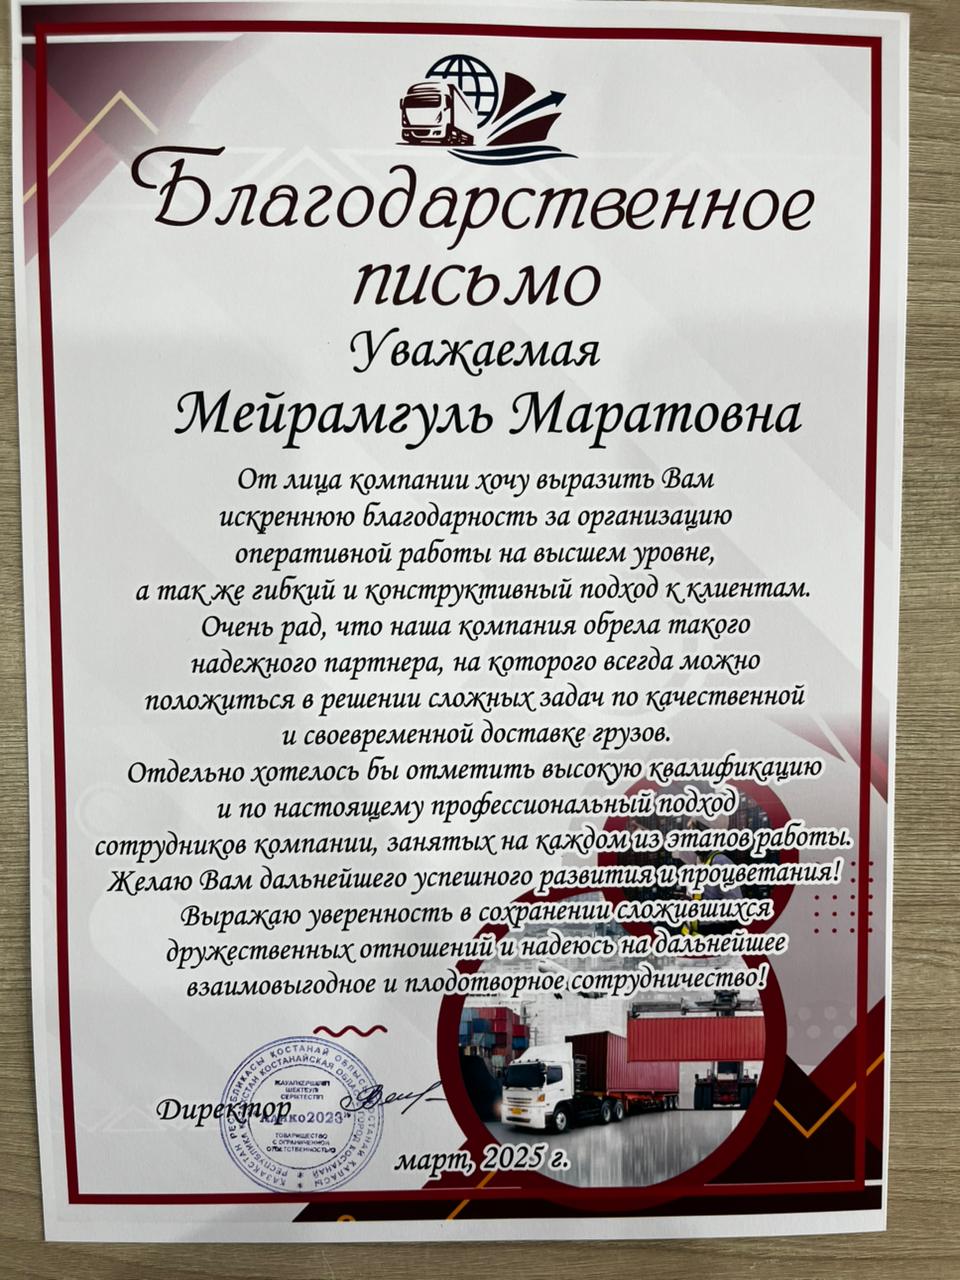 Благодарственное
письмо
Уважаемая
Мейрамгуль Маратовна
От лица компании хочу выразить Вам
искреннюю благодарность за организацию
оперативной работы на высшем уровне,
а так же гибкий и конструктивный подход к клиентам.
Очень рад, что наша компания обрела такого
надежного партнера, на которого всегда можно
положиться в решении сложных задач по качественной
и своевременной доставке грузов.
Отдельно хотелось бы отметить высокую квалификацию
и по настоящему профессиональный подход
сотрудников компании, занятых на каждом из этапов работы.
Желаю Вам дальнейшего успешного развития и процветания!
Выражаю уверенность в сохранении сложившихся
дружественных отношений и надеюсь на дальнейшее
взаимовыгодное и плодотворное сотрудничество!
Директор
ҚАЗАҚСТАН РЕСПУБЛИКАСЫ ҚОСТАНАЙ ОБЛЫСЫ ҚОСТАНАЙ ҚАЛАСЫ
РЕСПУБЛИКА КАЗАХСТАН КОСТАНАЙСКАЯ ОБЛАСТЬ ГОРОД КОСТАНАЙ
ЖАУАПКЕРШІЛІГІ
ШЕКТЕУЛІ
СЕРІКТЕСТІГІ
2023"
ТОВАРИЩЕСТВО
С ОГРАНИЧЕННОЙ
ОТВЕТСТВЕННОСТЬЮ
март, 2025 г.